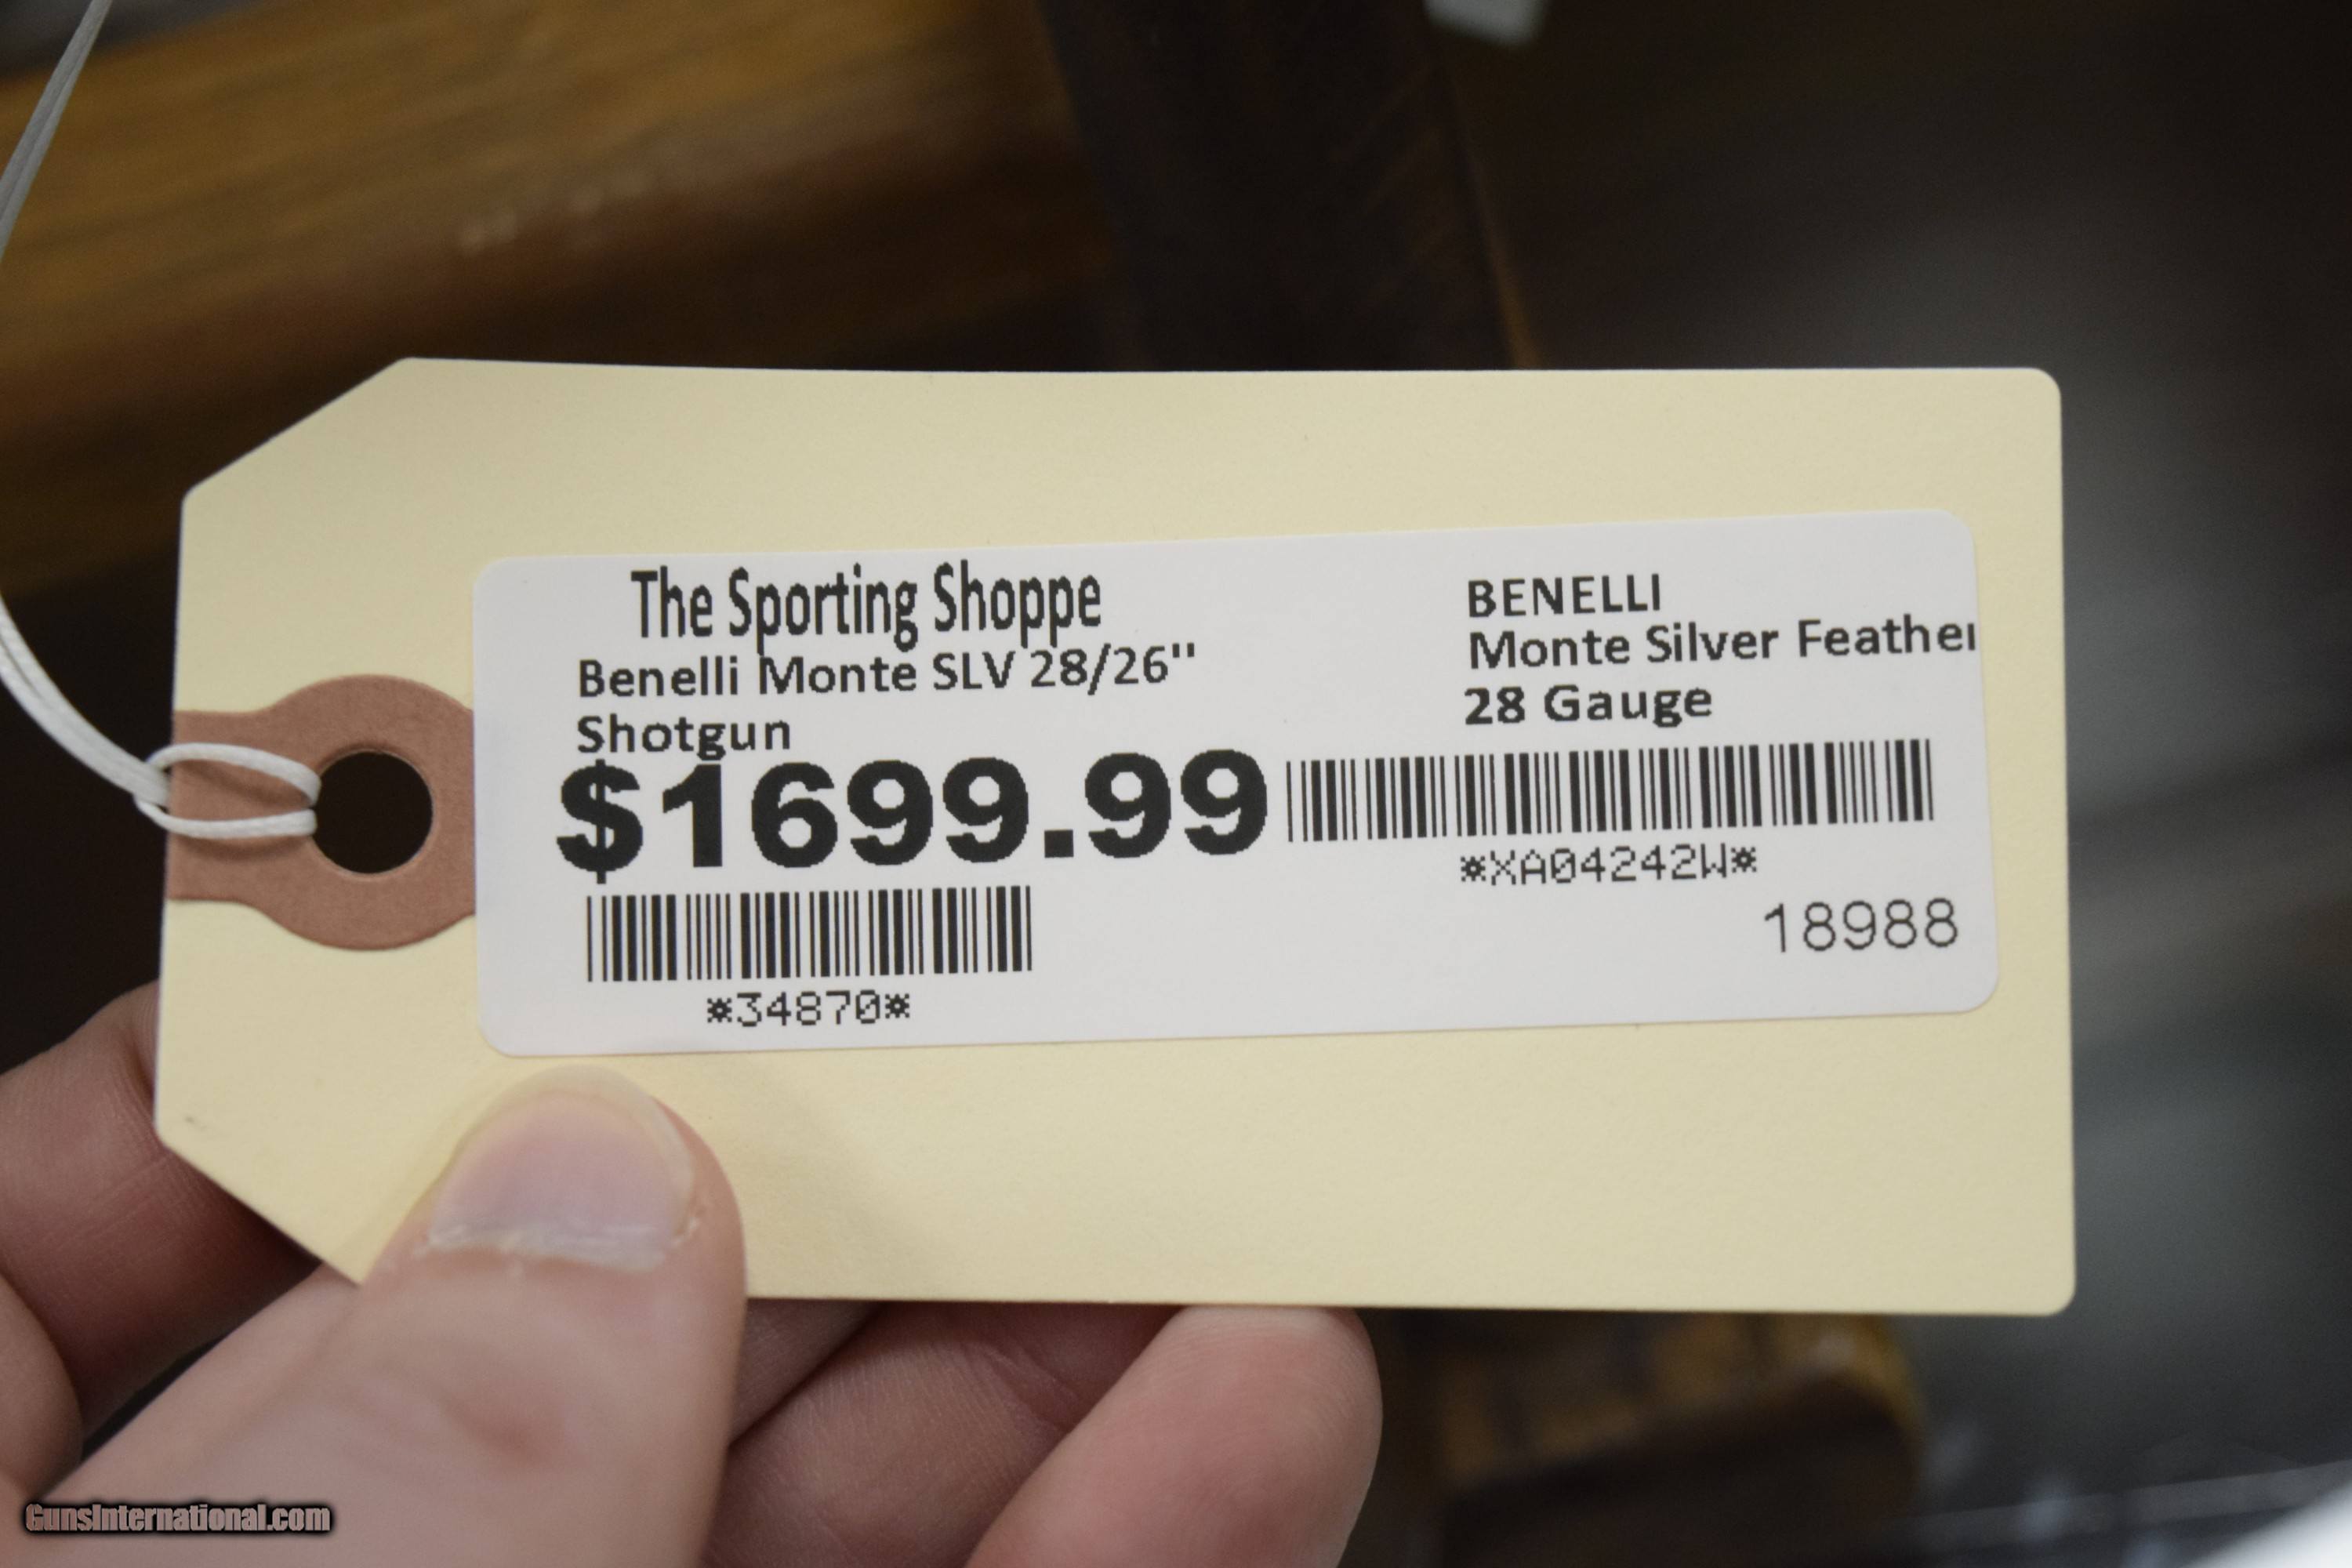 The Sporting Shoppe
Benelli Monte SLV 28/26"
Shotgun
$1699.99
*34870*
BENELLI
Monte Silver Feather
28 Gauge
*XA04242W*
18988
GunsInternational.com